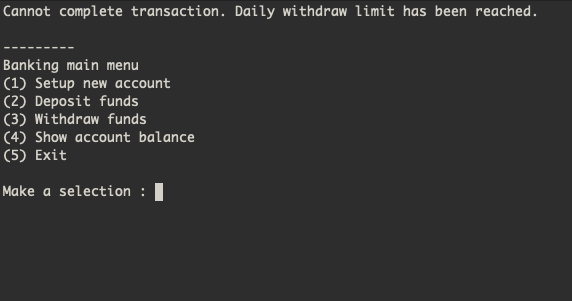 Cannot complete transaction. Daily withdraw limit has been reached.
---------
Banking main menu
(1) Setup new account
(2) Deposit funds
(3) Withdraw funds
(4) Show account balance
(5) Exit
Make a selection :